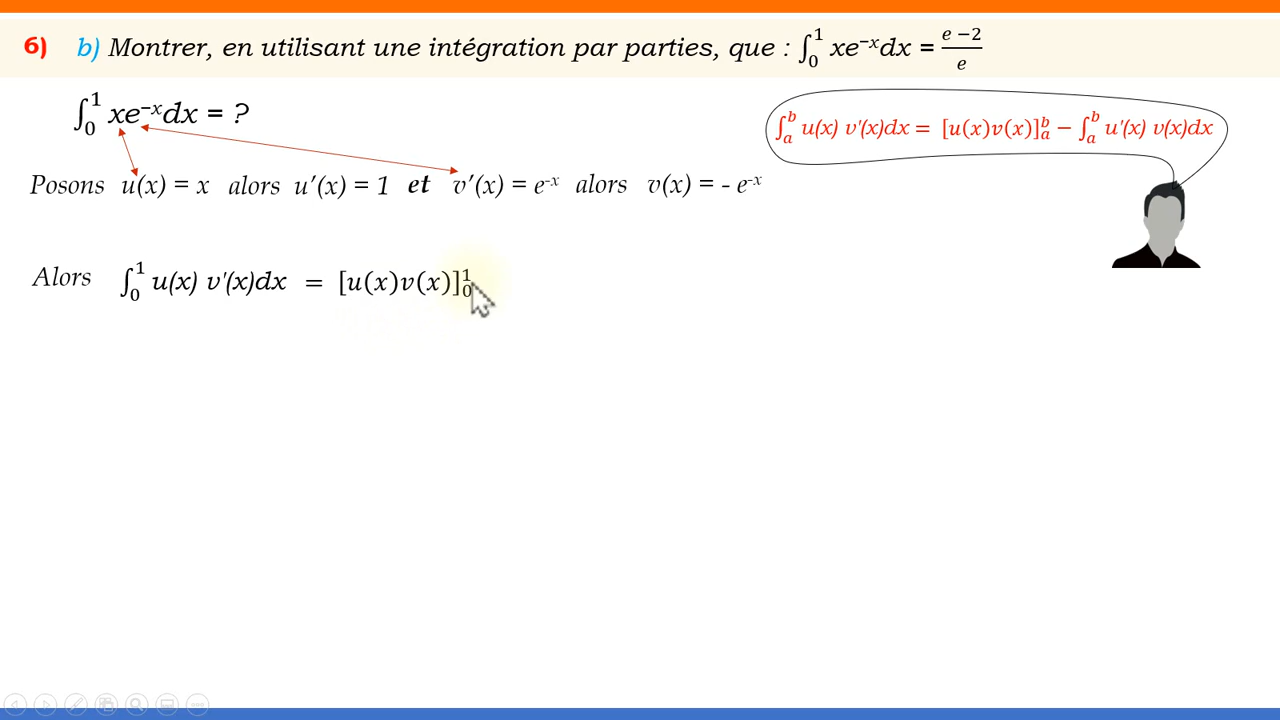 6) b) Montrer, en utilisant une intégration par parties, que : ∫₀¹ xe⁻ˣdx = (e −2)/e
∫₀¹ xe⁻ˣdx = ?
∫ₐᵇ u(x) v'(x)dx = [u(x)v(x)]ₐᵇ − ∫ₐᵇ u'(x) v(x)dx
Posons u(x) = x alors u'(x) = 1 et v'(x) = e⁻ˣ alors v(x) = - e⁻ˣ
Alors ∫₀¹ u(x) v'(x)dx = [u(x)v(x)]₀¹